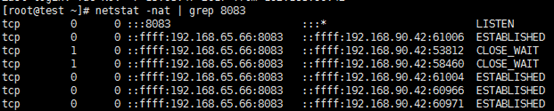 [root@test ~]# netstat -nat | grep 8083
tcp 0 0 :::8083 :::* LISTEN
tcp 0 0 ::ffff:192.168.65.66:8083 ::ffff:192.168.90.42:61006 ESTABLISHED
tcp 1 0 ::ffff:192.168.65.66:8083 ::ffff:192.168.90.42:53812 CLOSE_WAIT
tcp 1 0 ::ffff:192.168.65.66:8083 ::ffff:192.168.90.42:58460 CLOSE_WAIT
tcp 0 0 ::ffff:192.168.65.66:8083 ::ffff:192.168.90.42:61004 ESTABLISHED
tcp 0 0 ::ffff:192.168.65.66:8083 ::ffff:192.168.90.42:60966 ESTABLISHED
tcp 0 0 ::ffff:192.168.65.66:8083 ::ffff:192.168.90.42:60971 ESTABLISHED